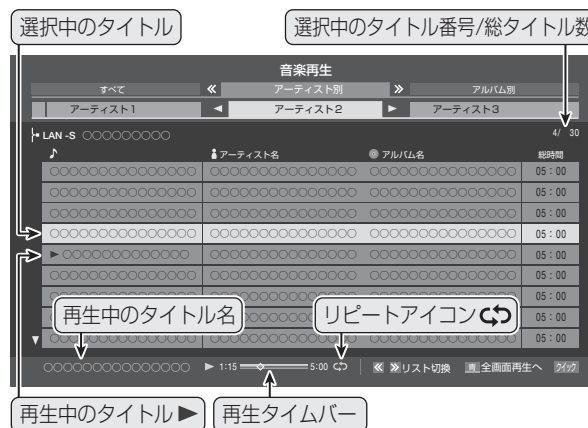 選択中のタイトル
選択中のタイトル番号/総タイトル数
音楽再生
すべて ≪ アーティスト別 ≫ アルバム別
アーティスト1 ◀ アーティスト2 ▶ アーティスト3
LAN -S ○○○○○○○○○ 4/ 30
♪ アーティスト名 アルバム名 総時間
○○○○○○○○○○○○○○○ ○○○○○○○○○○○○○○○ ○○○○○○○○○○○○○○○ 05：00
○○○○○○○○○○○○○○○ ○○○○○○○○○○○○○○○ ○○○○○○○○○○○○○○○ 05：00
○○○○○○○○○○○○○○○ ○○○○○○○○○○○○○○○ ○○○○○○○○○○○○○○○ 05：00
○○○○○○○○○○○○○○○ ○○○○○○○○○○○○○○○ ○○○○○○○○○○○○○○○ 05：00
▶ ○○○○○○○○○○○○○ ○○○○○○○○○○○○○○○ ○○○○○○○○○○○○○○○ 05：00
○○○○○○○○○○○○○○○ ○○○○○○○○○○○○○○○ ○○○○○○○○○○○○○○○ 05：00
05：00
再生中のタイトル名 リピートアイコン 05：00
▼ 05：00
○○○○○○○○○○○○○○○ ▶ 1:15 5:00 ≪ ≫リスト切換 青 全画面再生へ クイック
再生中のタイトル▶ 再生タイムバー